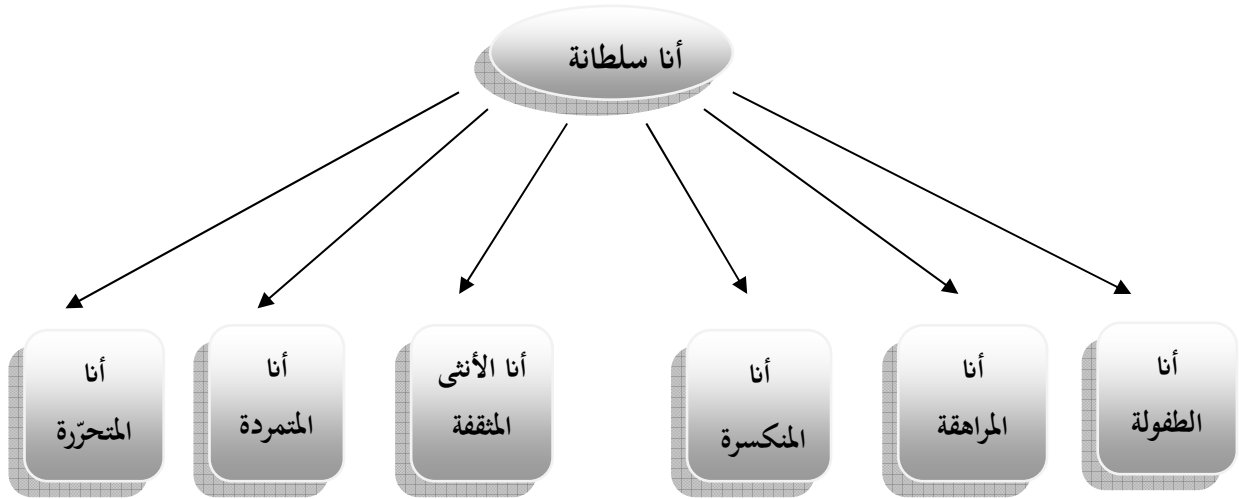 أنا سلطانة
أنا
الطفولة
أنا
المراهقة
أنا
المنكسرة
أنا الأنثى
المثقفة
أنا
المتمردة
أنا
المتحرّرة